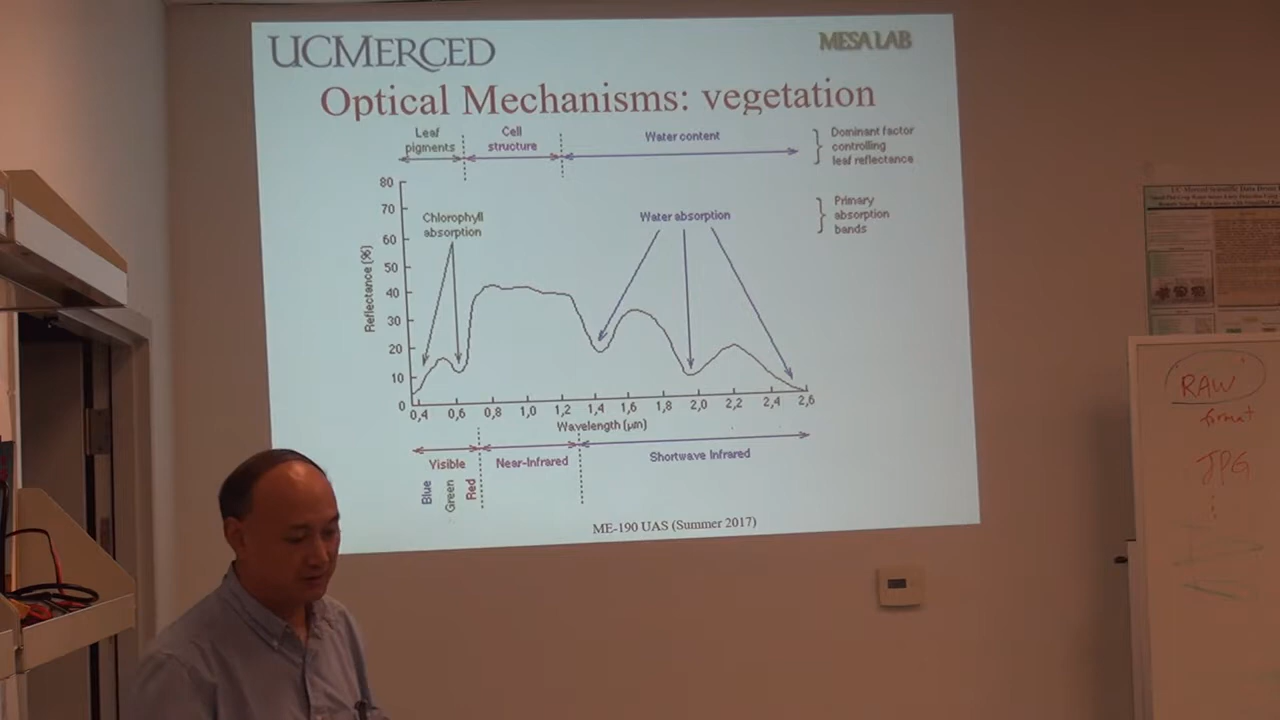 UCMERCED
MESA LAB
Optical Mechanisms: vegetation
Leaf
pigments
Cell
structure
Water content
} Dominant factor
controlling
leaf reflectance
80
70
60
50
40
30
20
10
0
Reflectance (%)
Chlorophyll
absorption
Water absorption
} Primary
absorption
bands
0,4 0,6 0,8 1,0 1,2 1,4 1,6 1,8 2,0 2,2 2,4 2,6
Wavelength (μm)
Visible
Near-Infrared
Shortwave Infrared
Blue
Green
Red
ME-190 UAS (Summer 2017)
RAW
format
JPG